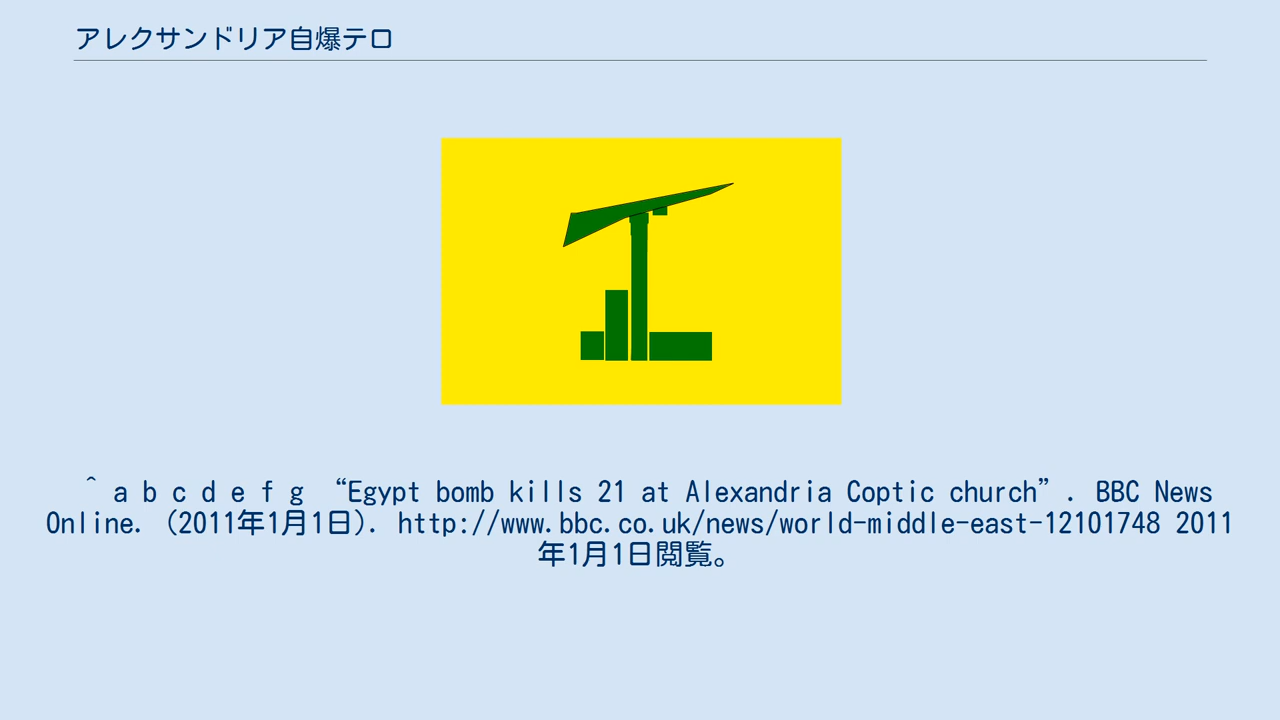 アレクサンドリア自爆テロ
^ a b c d e f g “Egypt bomb kills 21 at Alexandria Coptic church”. BBC News
Online. (2011年1月1日). http://www.bbc.co.uk/news/world-middle-east-12101748 2011
年1月1日閲覧。